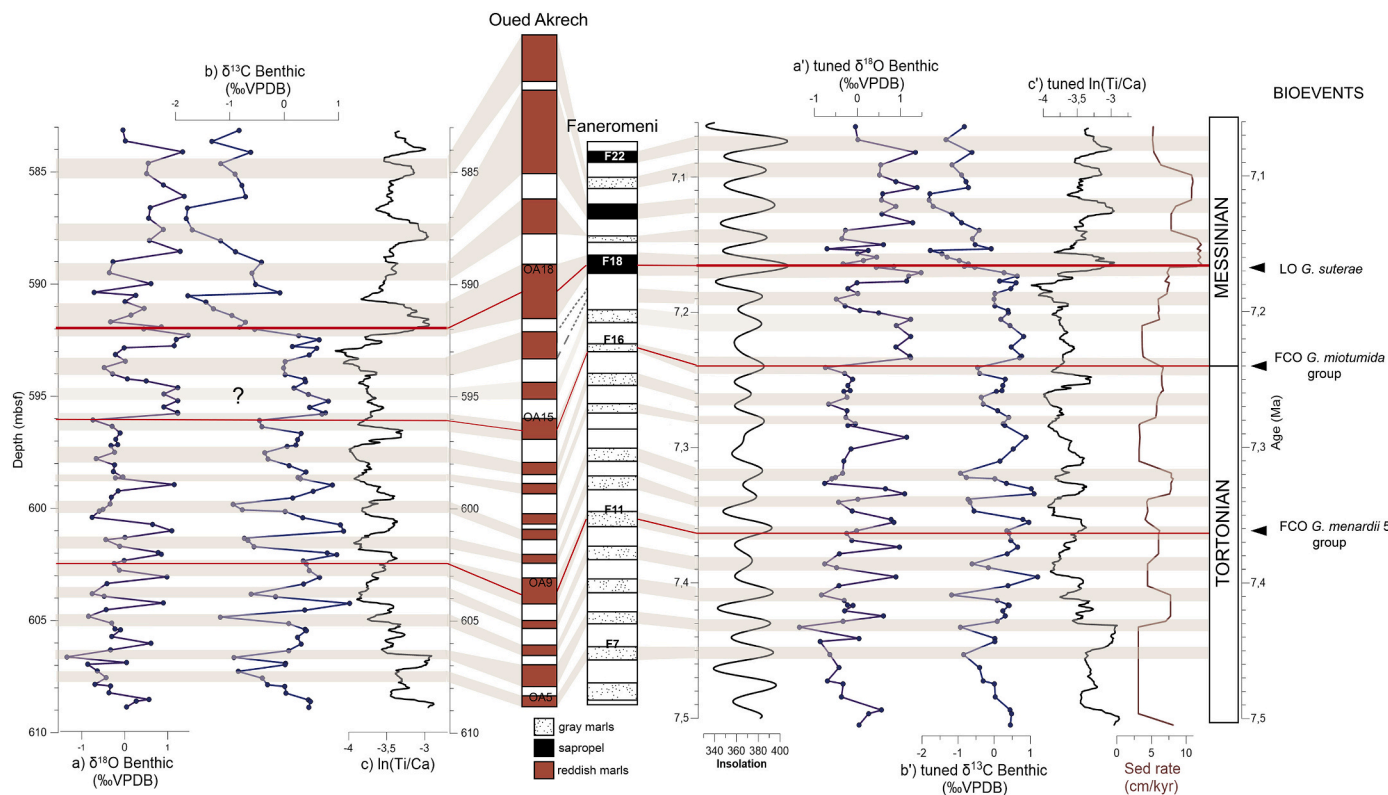 Oued Akrech
b) δ¹³C Benthic
(‰VPDB)
-2
-1
0
1
a') tuned δ¹⁸O Benthic
(‰VPDB)
-1
0
1
c') tuned ln(Ti/Ca)
-4
-3,5
-3
BIOEVENTS
Faneromeni
585
590
595
600
605
610
Depth (mbsf)
?
585
590
595
600
605
610
OA18
OA15
OA9
OA5
F22
F18
F16
F11
F7
7,1
7,2
7,3
7,4
7,5
MESSINIAN
TORTONIAN
7,1
7,2
7,3
7,4
7,5
Age (Ma)
LO G. suterae
FCO G. miotumida
group
FCO G. menardii 5
group
-1
0
1
a) δ¹⁸O Benthic
(‰VPDB)
-4
-3,5
-3
c) ln(Ti/Ca)
gray marls
sapropel
reddish marls
340
360
380
400
Insolation
-2
-1
0
1
b') tuned δ¹³C Benthic
(‰VPDB)
0
5
10
Sed rate
(cm/kyr)